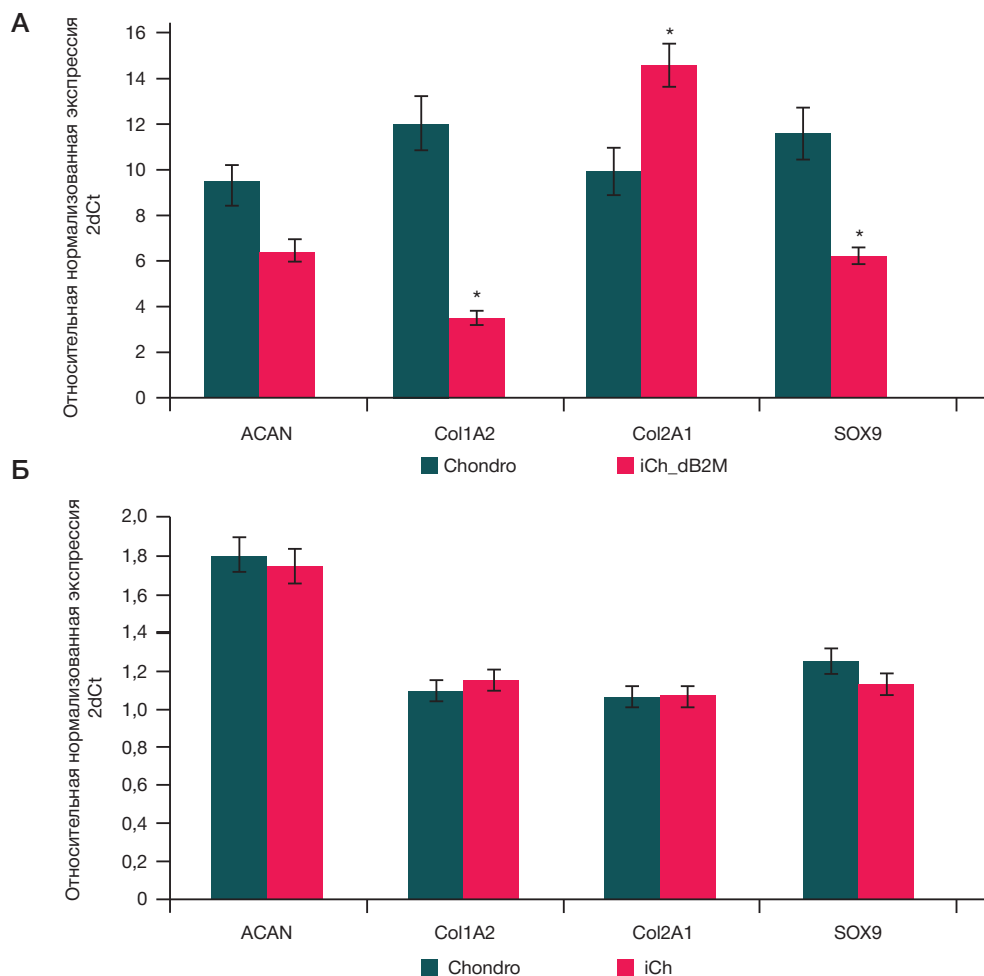 А
Относительная нормализованная экспрессия
2dCt
16
14
12
10
8
6
4
2
0
*
*
*
ACAN Col1A2 Col2A1 SOX9
Chondro iCh_dB2M
Б
Относительная нормализованная экспрессия
2dCt
2,0
1,8
1,6
1,4
1,2
1,0
0,8
0,6
0,4
0,2
0
ACAN Col1A2 Col2A1 SOX9
Chondro iCh